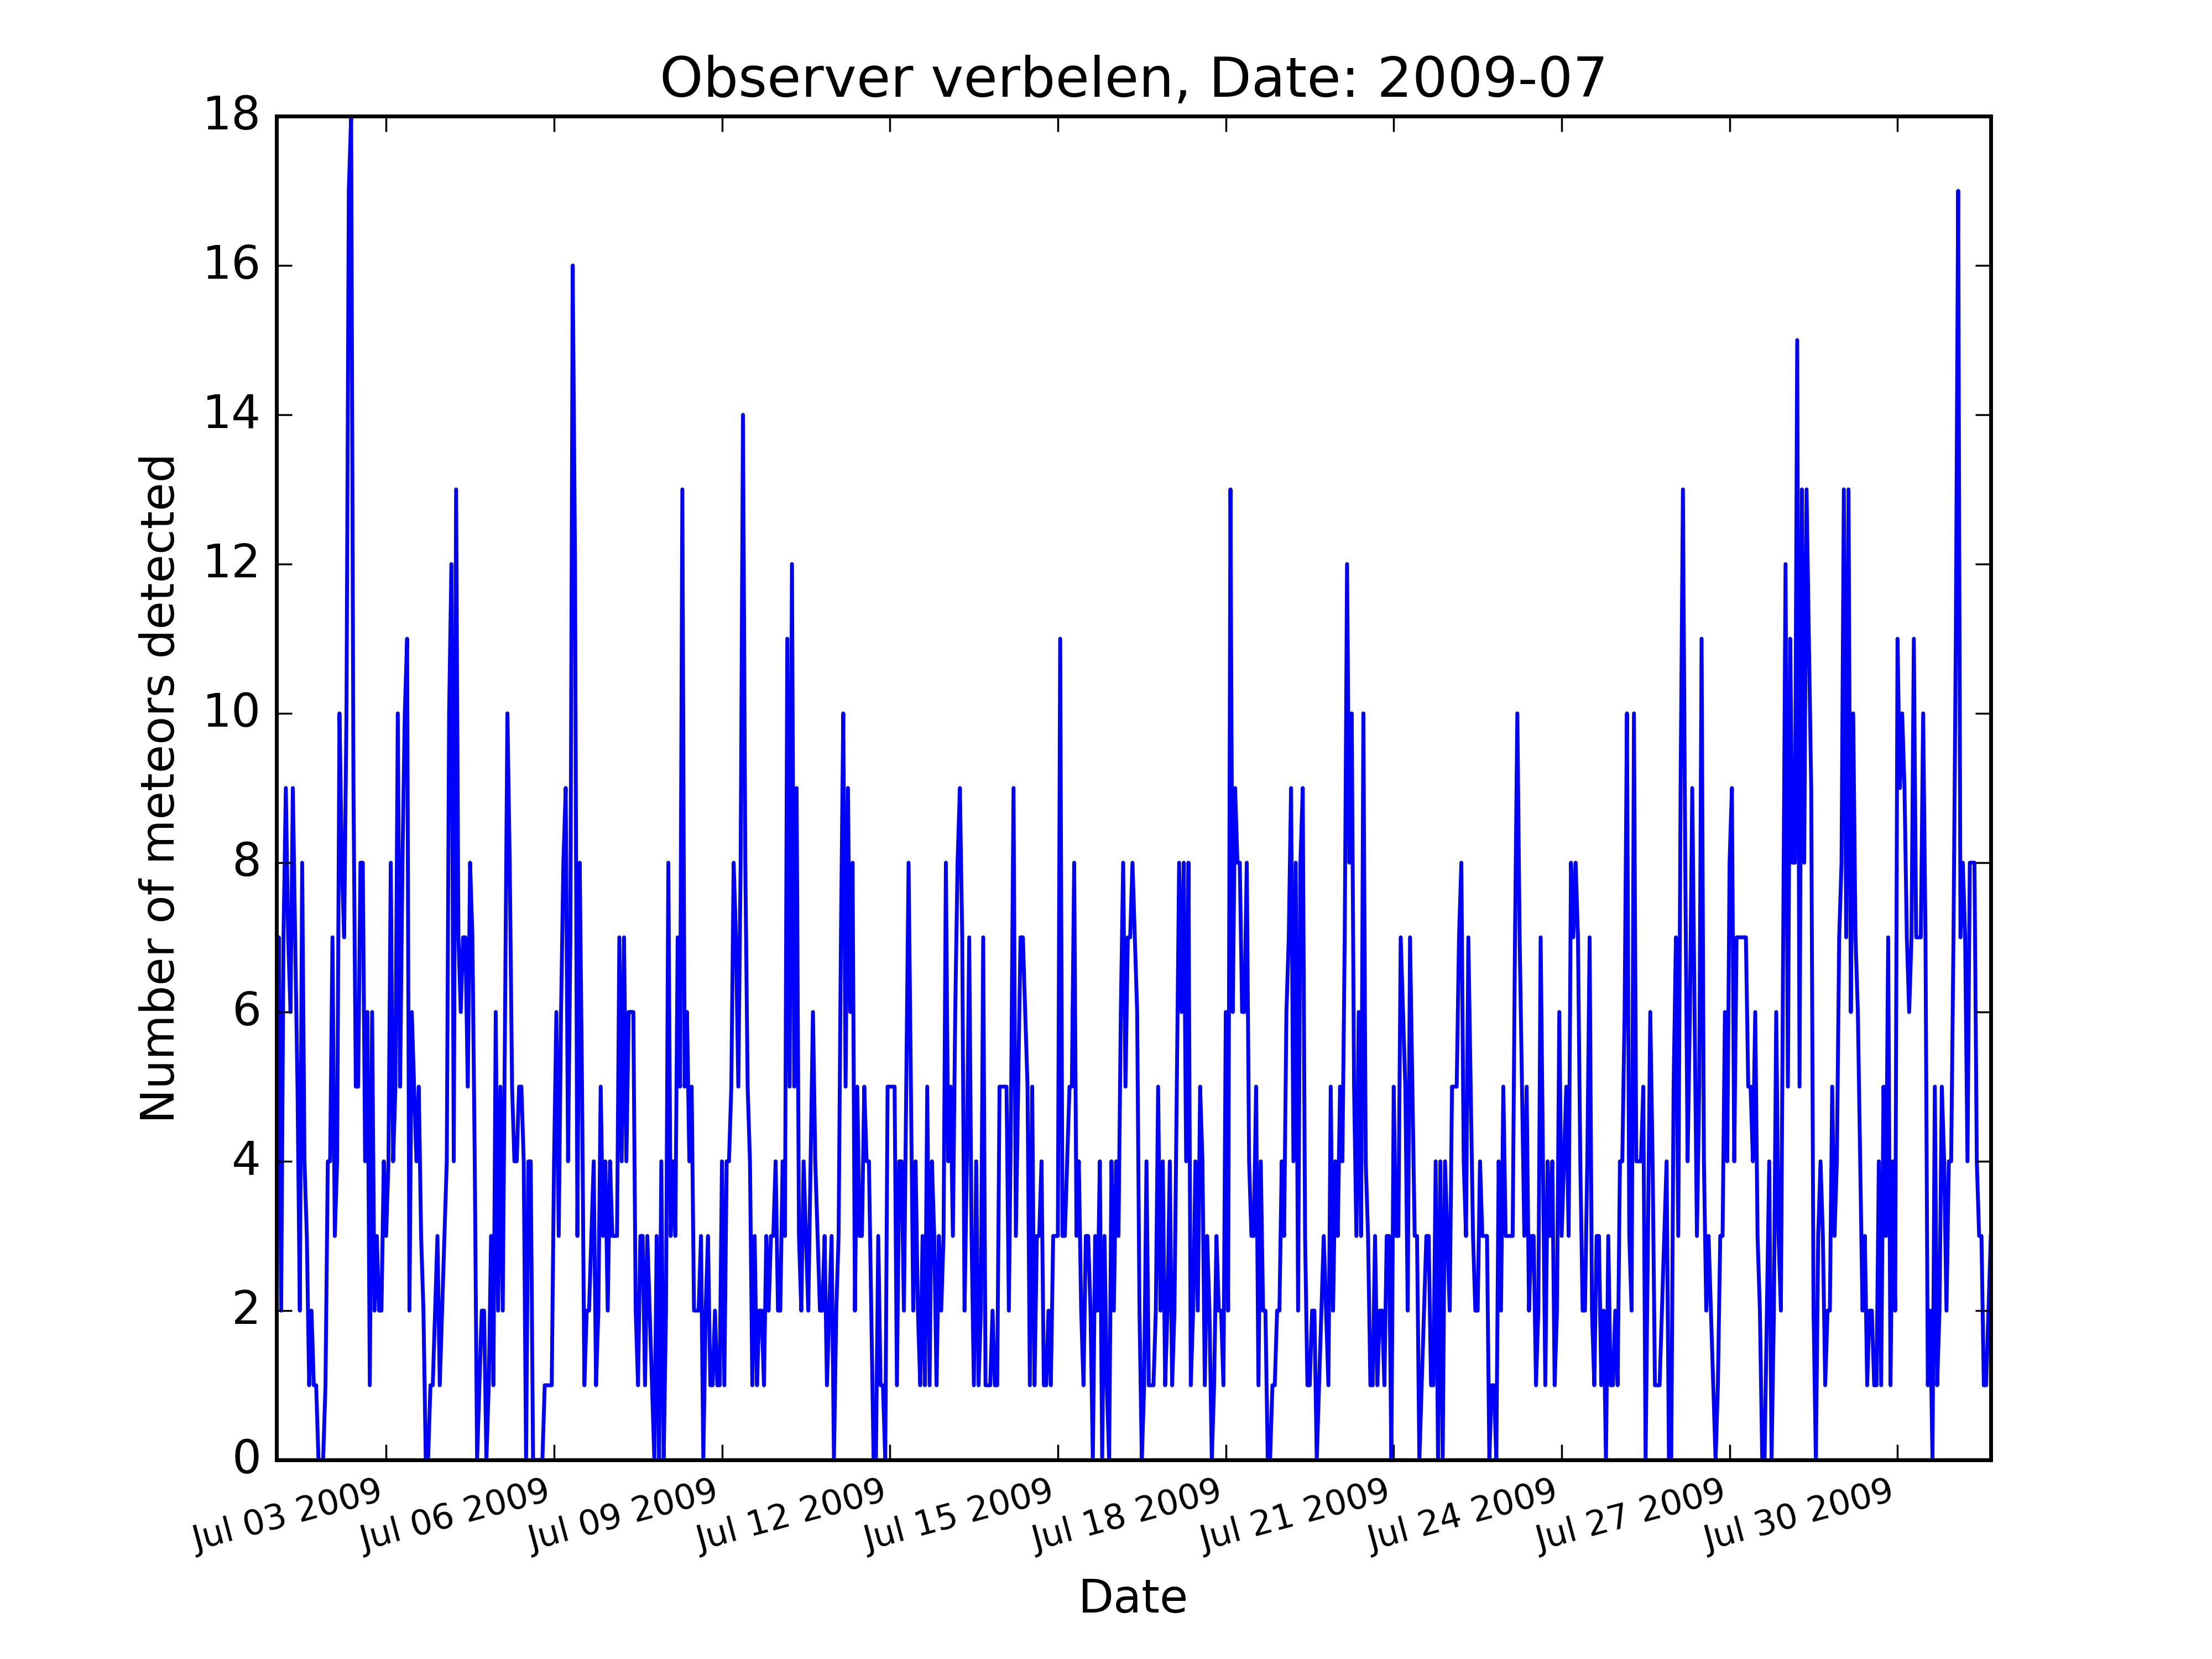 Observer verbelen, Date: 2009-07
18
16
14
12
10
8
6
4
2
0
Number of meteors detected
Jul 03 2009
Jul 06 2009
Jul 09 2009
Jul 12 2009
Jul 15 2009
Jul 18 2009
Jul 21 2009
Jul 24 2009
Jul 27 2009
Jul 30 2009
Date